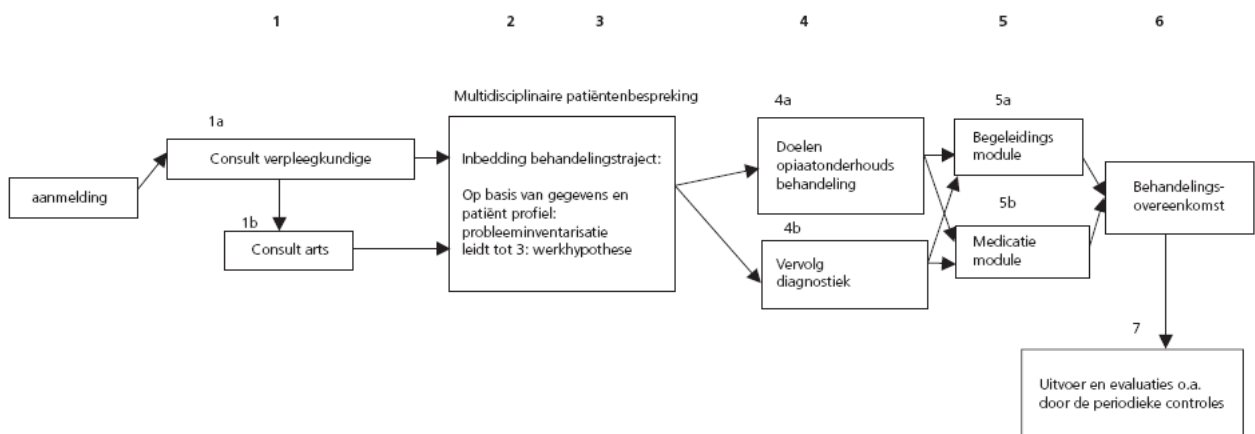 1
2
3
4
5
6
Multidisciplinaire patiëntenbespreking
1a
Consult verpleegkundige
aanmelding
1b
Consult arts
Inbedding behandelingstraject:
Op basis van gegevens en
patiënt profiel:
probleeminventarisatie
leidt tot 3: werkhypothese
4a
Doelen
opiaatonderhouds
behandeling
4b
Vervolg
diagnostiek
5a
Begeleidings
module
5b
Medicatie
module
Behandelings-
overeenkomst
7
Uitvoer en evaluaties o.a.
door de periodieke controles